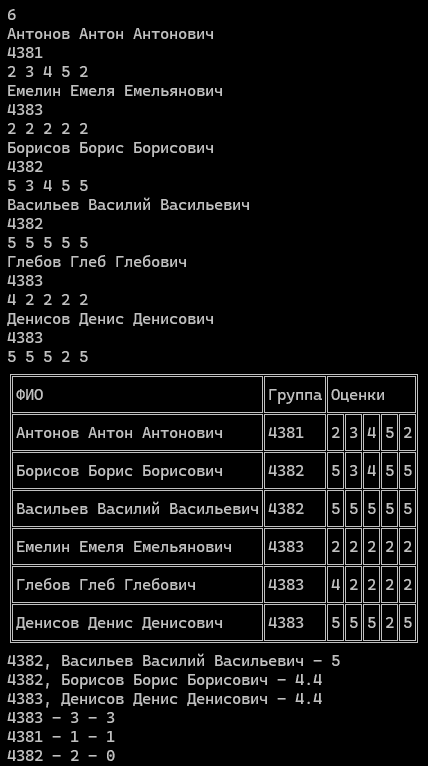 6
Антонов Антон Антонович
4381
2 3 4 5 2
Емелин Емеля Емельянович
4383
2 2 2 2 2
Борисов Борис Борисович
4382
5 3 4 5 5
Васильев Василий Васильевич
4382
5 5 5 5 5
Глебов Глеб Глебович
4383
4 2 2 2 2
Денисов Денис Денисович
4383
5 5 5 2 5
ФИО Группа Оценки
Антонов Антон Антонович 4381 2 3 4 5 2
Борисов Борис Борисович 4382 5 3 4 5 5
Васильев Василий Васильевич 4382 5 5 5 5 5
Емелин Емеля Емельянович 4383 2 2 2 2 2
Глебов Глеб Глебович 4383 4 2 2 2 2
Денисов Денис Денисович 4383 5 5 5 2 5
4382, Васильев Василий Васильевич - 5
4382, Борисов Борис Борисович - 4.4
4383, Денисов Денис Денисович - 4.4
4383 - 3 - 3
4381 - 1 - 1
4382 - 2 - 0